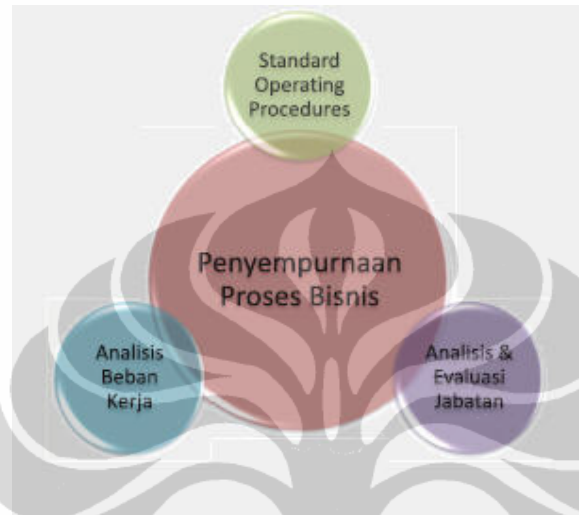 Standard
Operating
Procedures
Penyempurnaan
Proses Bisnis
Analisis
Beban
Kerja
Analisis &
Evaluasi
Jabatan